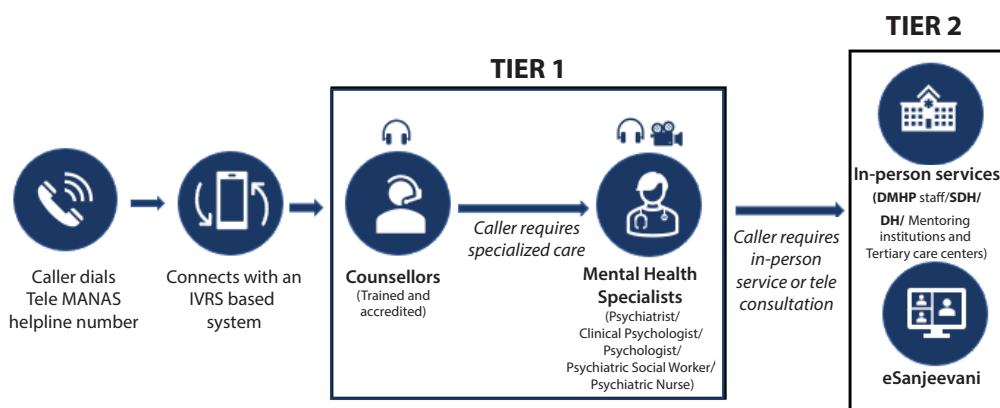 TIER 2
TIER 1
Caller dials
Tele MANAS
helpline number
Connects with an
IVRS based
system
Counsellors
(Trained and
accredited)
Caller requires
specialized care
Mental Health
Specialists
(Psychiatrist/
Clinical Psychologist/
Psychologist/
Psychiatric Social Worker/
Psychiatric Nurse)
Caller requires
in-person
service or tele
consultation
In-person services
(DMHP staff/SDH/
DH/ Mentoring
institutions and
Tertiary care centers)
eSanjeevani